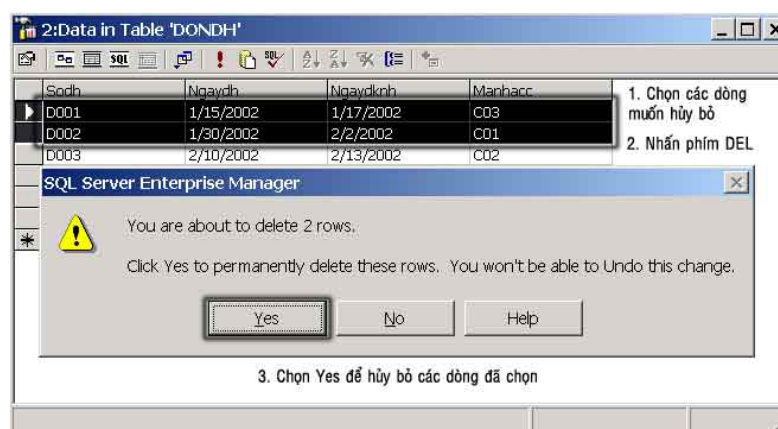 2:Data in Table 'DONDH'
SQL
Sodh Ngaydh Ngaydknh Manhacc
D001 1/15/2002 1/17/2002 C03
D002 1/30/2002 2/2/2002 C01
D003 2/10/2002 2/13/2002 C02
1. Chọn các dòng
muốn hủy bỏ
2. Nhấn phím DEL
SQL Server Enterprise Manager
You are about to delete 2 rows.
Click Yes to permanently delete these rows. You won't be able to Undo this change.
Yes No Help
3. Chọn Yes để hủy bỏ các dòng đã chọn